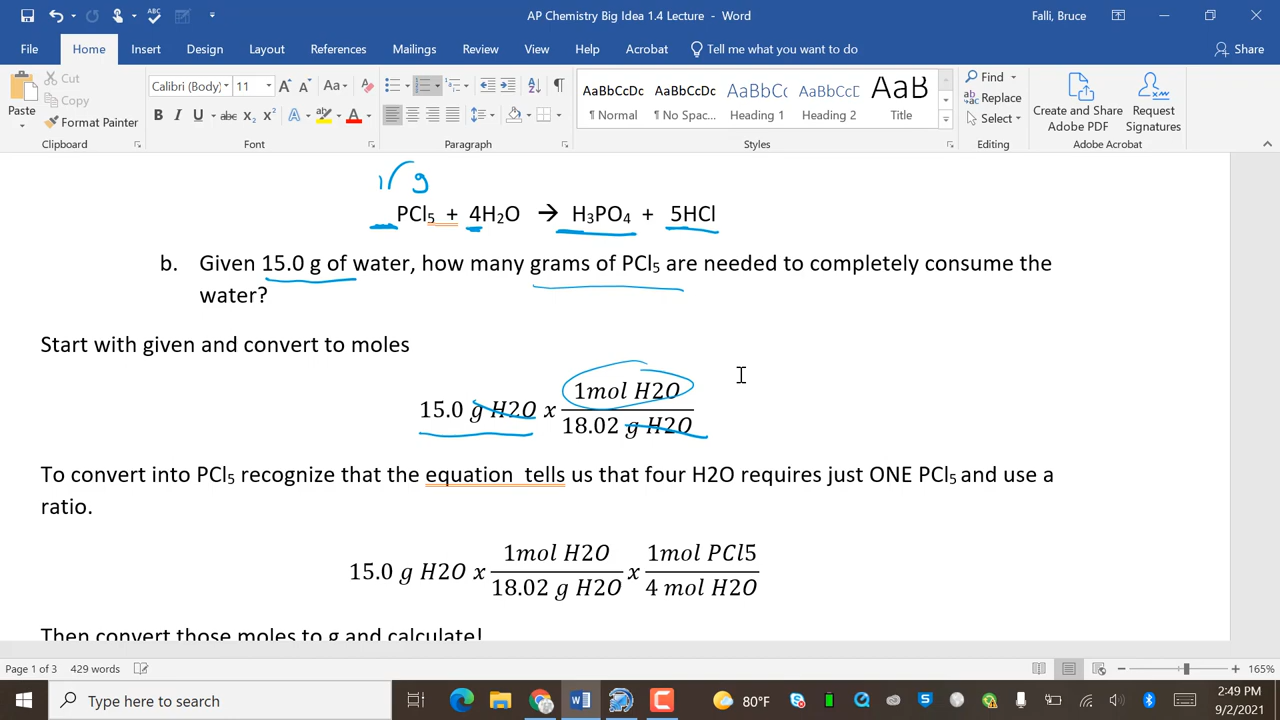 AP Chemistry Big Idea 1.4 Lecture - Word
Falli, Bruce
File Home Insert Design Layout References Mailings Review View Help Acrobat Tell me what you want to do Share
Cut
Copy
Format Painter
Paste
Clipboard
Calibri (Body) 11
Font
Paragraph
AaBbCcDc AaBbCcDc AaBbCc AaBbCcD AaB
¶ Normal ¶ No Spac... Heading 1 Heading 2 Title
Styles
Find
Replace
Select
Editing
Create and Share Adobe PDF
Request Signatures
Adobe Acrobat
g
PCl5 + 4H2O → H3PO4 + 5HCl
b. Given 15.0 g of water, how many grams of PCl5 are needed to completely consume the
water?
Start with given and convert to moles
1mol H2O
15.0 g H2O x
18.02 g H2O
To convert into PCl5 recognize that the equation tells us that four H2O requires just ONE PCl5 and use a
ratio.
1mol H2O 1mol PCl5
15.0 g H2O x x
18.02 g H2O 4 mol H2O
Then convert those moles to g and calculate!
Page 1 of 3 429 words 165%
Type here to search
80°F
2:49 PM
9/2/2021